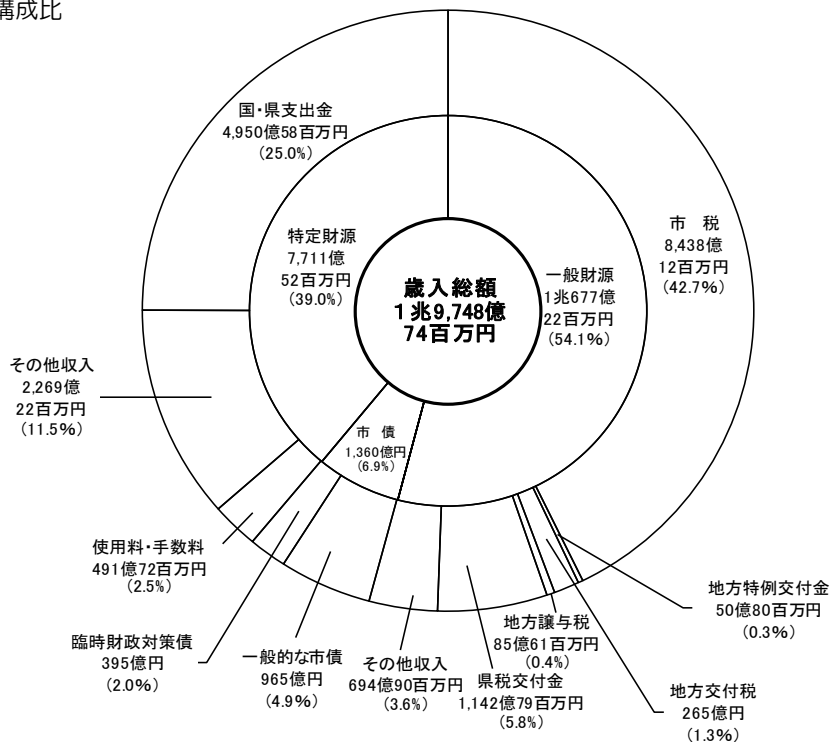 構成比
国・県支出金
4,950億58百万円
(25.0%)
特定財源
7,711億
52百万円
(39.0%)
歳入総額
1兆9,748億
74百万円
一般財源
1兆677億
22百万円
(54.1%)
市　税
8,438億
12百万円
(42.7%)
その他収入
2,269億
22百万円
(11.5%)
市　債
1,360億円
(6.9%)
使用料・手数料
491億72百万円
(2.5%)
臨時財政対策債
395億円
(2.0%)
一般的な市債
965億円
(4.9%)
その他収入
694億90百万円
(3.6%)
県税交付金
1,142億79百万円
(5.8%)
地方譲与税
85億61百万円
(0.4%)
地方交付税
265億円
(1.3%)
地方特例交付金
50億80百万円
(0.3%)